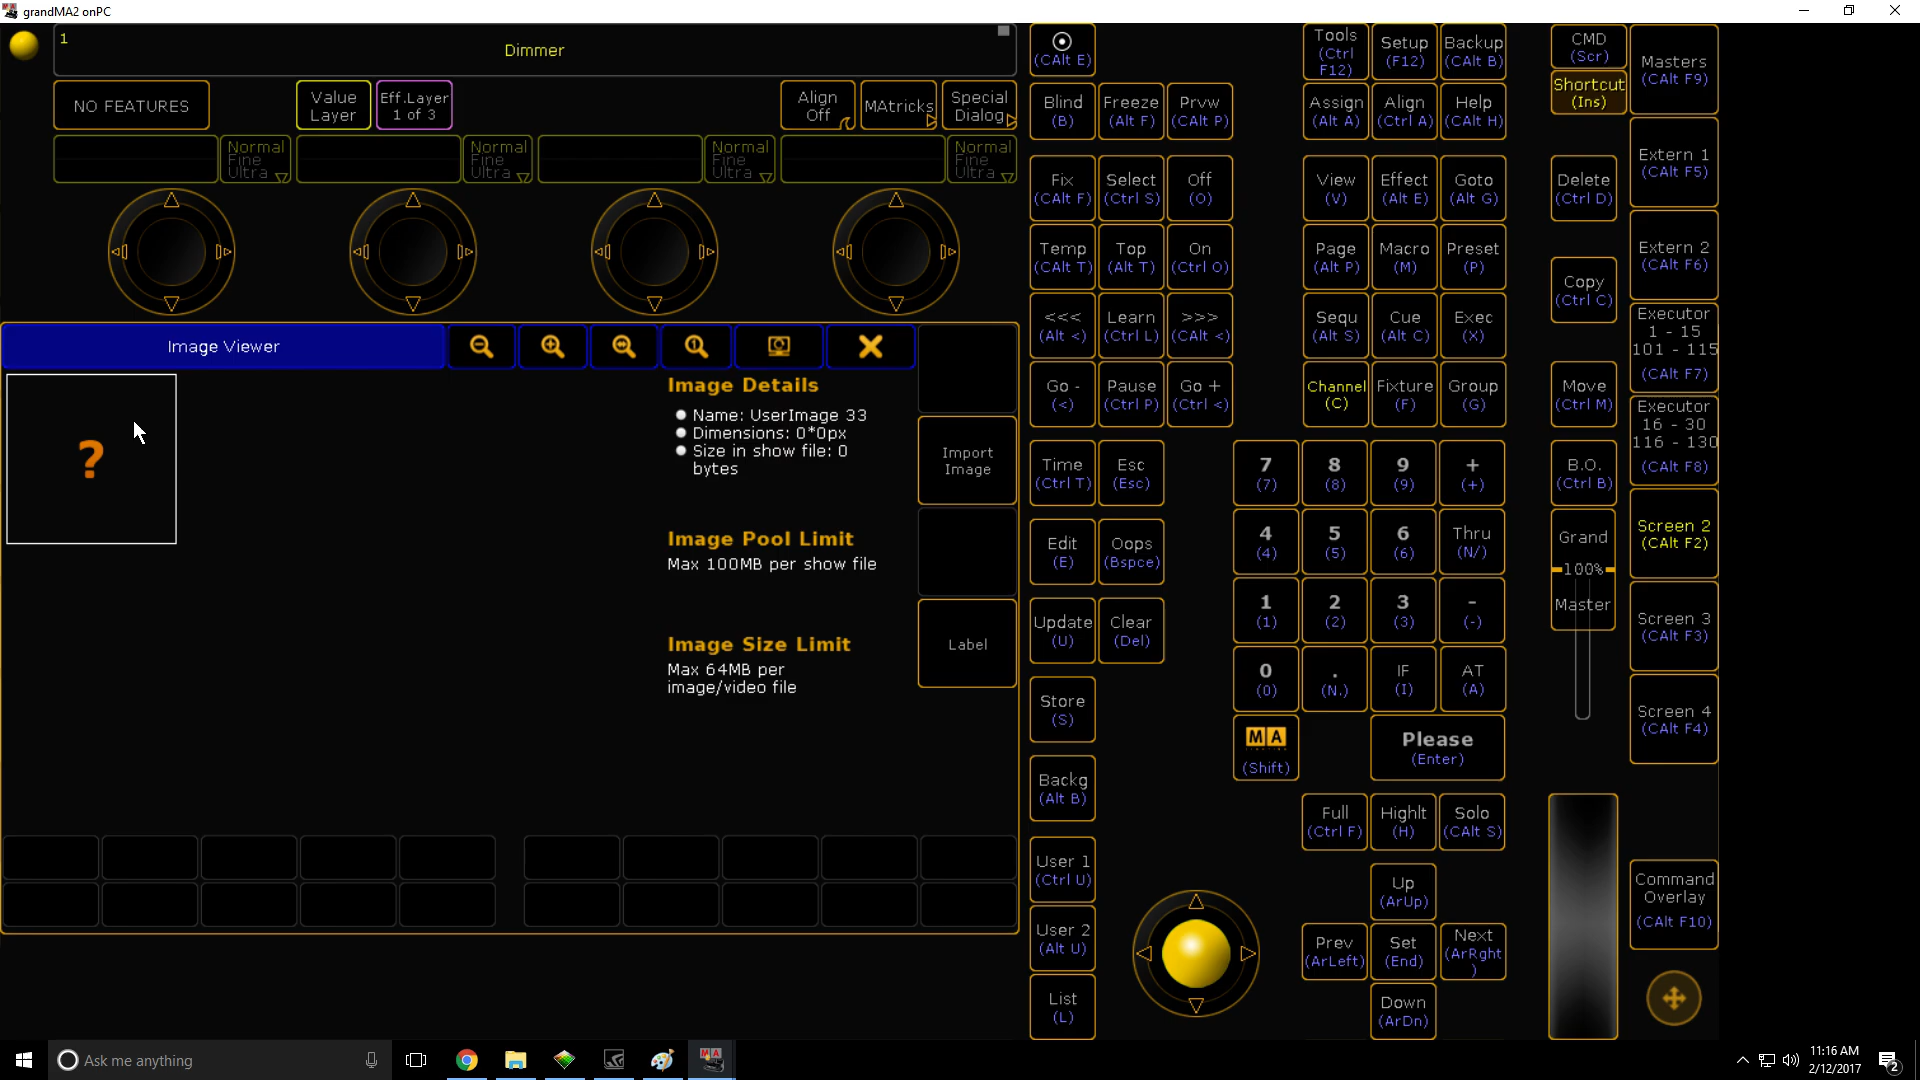 grandMA2 onPC
1
Dimmer
NO FEATURES
Value
Layer
Eff.Layer
1 of 3
Align
Off
MAtricks
Special
Dialog
Normal
Fine
Ultra
Normal
Fine
Ultra
Normal
Fine
Ultra
Normal
Fine
Ultra
Image Viewer
1
?
Image Details
Name: UserImage 33
Dimensions: 0*0px
Size in show file: 0
bytes
Image Pool Limit
Max 100MB per show file
Image Size Limit
Max 64MB per
image/video file
Import
Image
Label
(CAlt E)
Tools
(Ctrl
F12)
Setup
(F12)
Backup
(CAlt B)
Blind
(B)
Freeze
(Alt F)
Prvw
(CAlt P)
Assign
(Alt A)
Align
(Ctrl A)
Help
(CAlt H)
Fix
(CAlt F)
Select
(Ctrl S)
Off
(O)
View
(V)
Effect
(Alt E)
Goto
(Alt G)
Temp
(CAlt T)
Top
(Alt T)
On
(Ctrl O)
Page
(Alt P)
Macro
(M)
Preset
(P)
<<<
(Alt <)
Learn
(Ctrl L)
>>>
(CAlt <)
Sequ
(Alt S)
Cue
(Alt C)
Exec
(X)
Go -
(<)
Pause
(Ctrl P)
Go +
(Ctrl <)
Channel
(C)
Fixture
(F)
Group
(G)
Time
(Ctrl T)
Esc
(Esc)
7
(7)
8
(8)
9
(9)
+
(+)
Edit
(E)
Oops
(Bspce)
4
(4)
5
(5)
6
(6)
Thru
(N/)
Update
(U)
Clear
(Del)
1
(1)
2
(2)
3
(3)
-
(-)
Store
(S)
0
(0)
.
(N.)
IF
(I)
AT
(A)
MA
(Shift)
Please
(Enter)
Backg
(Alt B)
Full
(Ctrl F)
Highlt
(H)
Solo
(CAlt S)
User 1
(Ctrl U)
Up
(ArUp)
User 2
(Alt U)
Prev
(ArLeft)
Set
(End)
Next
(ArRght
)
List
(L)
Down
(ArDn)
CMD
(Scr)
Shortcut
(Ins)
Delete
(Ctrl D)
Copy
(Ctrl C)
Move
(Ctrl M)
B.O.
(Ctrl B)
Grand
100%
Master
Masters
(CAlt F9)
Extern 1
(CAlt F5)
Extern 2
(CAlt F6)
Executor
1 - 15
101 - 115
(CAlt F7)
Executor
16 - 30
116 - 130
(CAlt F8)
Screen 2
(CAlt F2)
Screen 3
(CAlt F3)
Screen 4
(CAlt F4)
Command
Overlay
(CAlt F10)
Ask me anything
MA
11:16 AM
2/12/2017
2